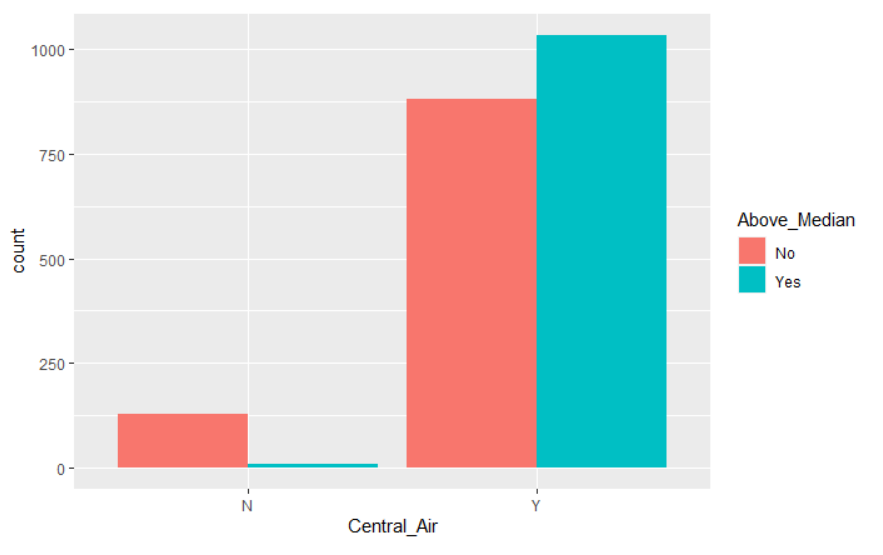 1000
750
500
250
0
count
N
Y
Central_Air
Above_Median
No
Yes